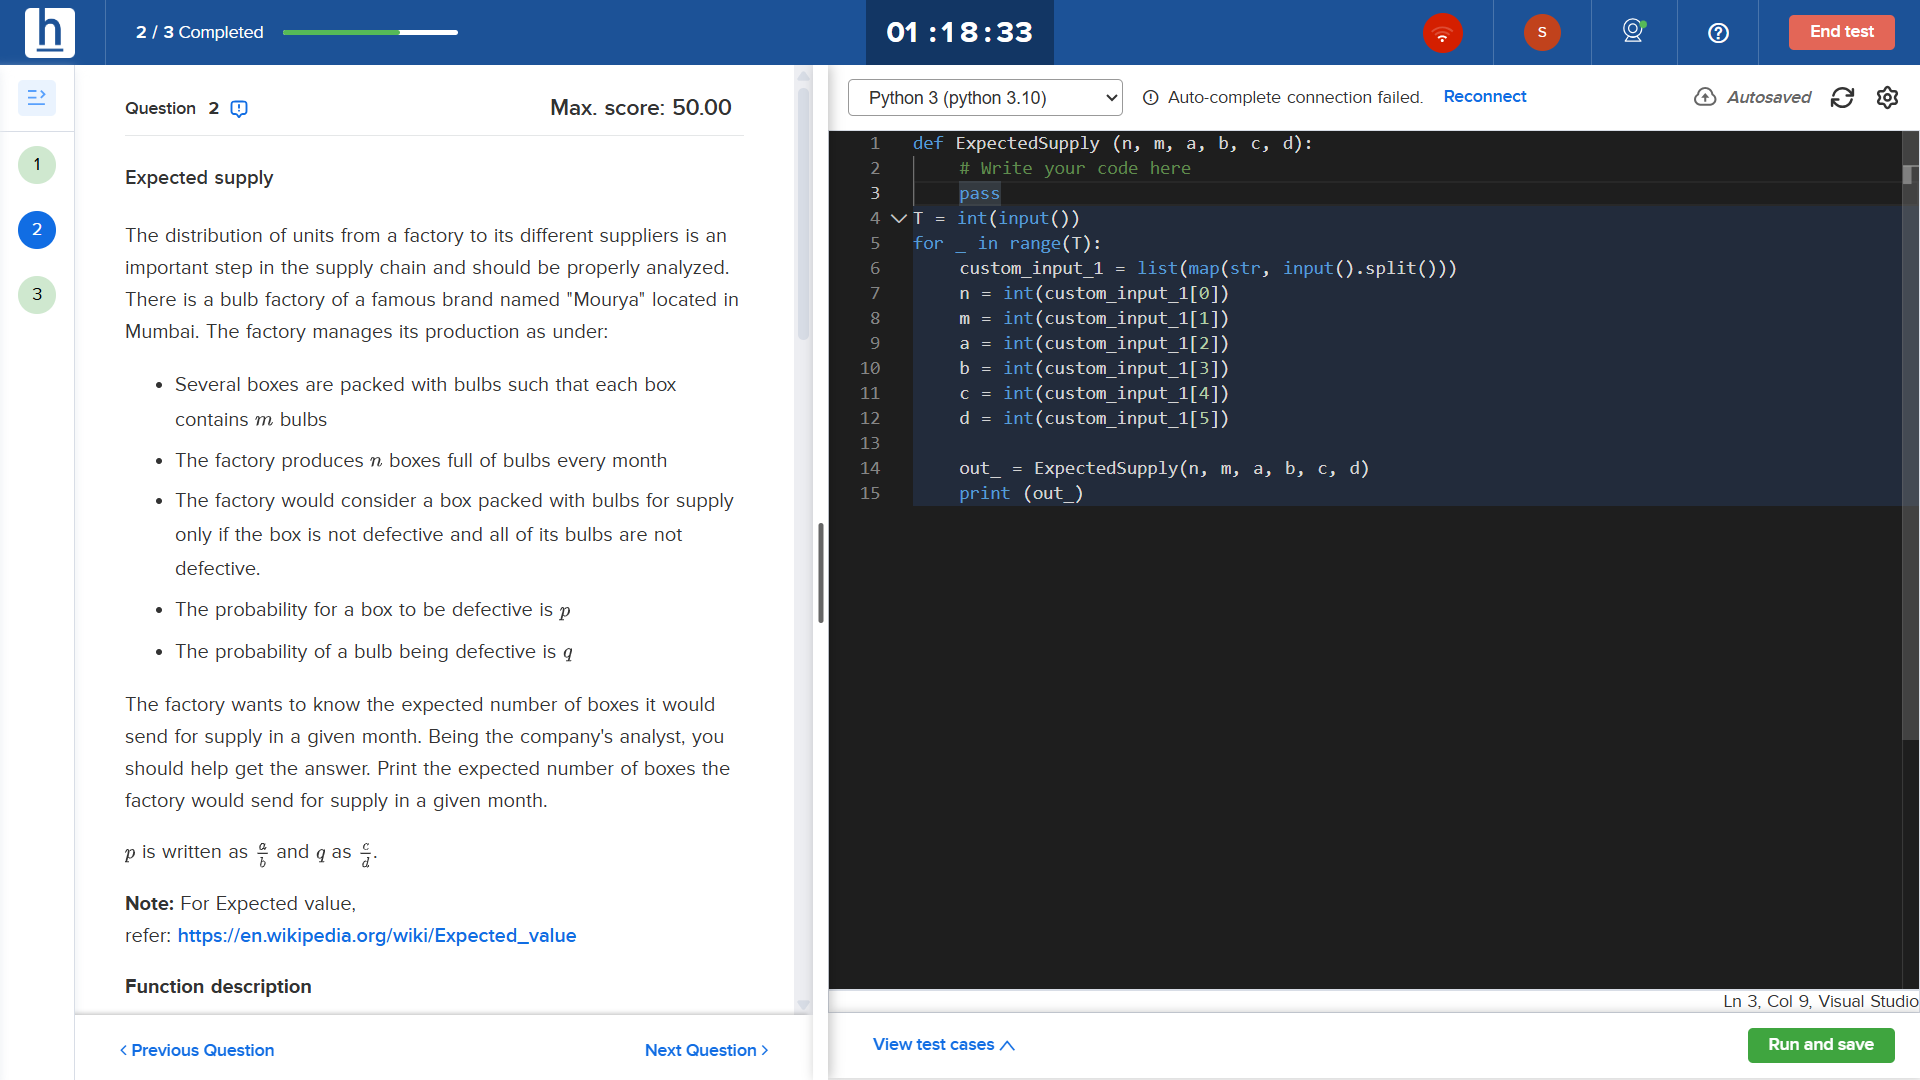 h
2 / 3 Completed
01 : 18 : 33
S
?
End test
1
2
3
Question 2
Max. score: 50.00
Expected supply
The distribution of units from a factory to its different suppliers is an
important step in the supply chain and should be properly analyzed.
There is a bulb factory of a famous brand named "Mourya" located in
Mumbai. The factory manages its production as under:
• Several boxes are packed with bulbs such that each box
contains m bulbs
• The factory produces n boxes full of bulbs every month
• The factory would consider a box packed with bulbs for supply
only if the box is not defective and all of its bulbs are not
defective.
• The probability for a box to be defective is p
• The probability of a bulb being defective is q
The factory wants to know the expected number of boxes it would
send for supply in a given month. Being the company's analyst, you
should help get the answer. Print the expected number of boxes the
factory would send for supply in a given month.
p is written as a/b and q as c/d.
Note: For Expected value,
refer: https://en.wikipedia.org/wiki/Expected_value
Function description
< Previous Question
Next Question >
Python 3 (python 3.10)
Auto-complete connection failed. Reconnect
Autosaved
1 def ExpectedSupply (n, m, a, b, c, d):
2     # Write your code here
3     pass
4 T = int(input())
5 for _ in range(T):
6     custom_input_1 = list(map(str, input().split()))
7     n = int(custom_input_1[0])
8     m = int(custom_input_1[1])
9     a = int(custom_input_1[2])
10     b = int(custom_input_1[3])
11     c = int(custom_input_1[4])
12     d = int(custom_input_1[5])
13
14     out_ = ExpectedSupply(n, m, a, b, c, d)
15     print (out_)
Ln 3, Col 9, Visual Studio
View test cases
Run and save